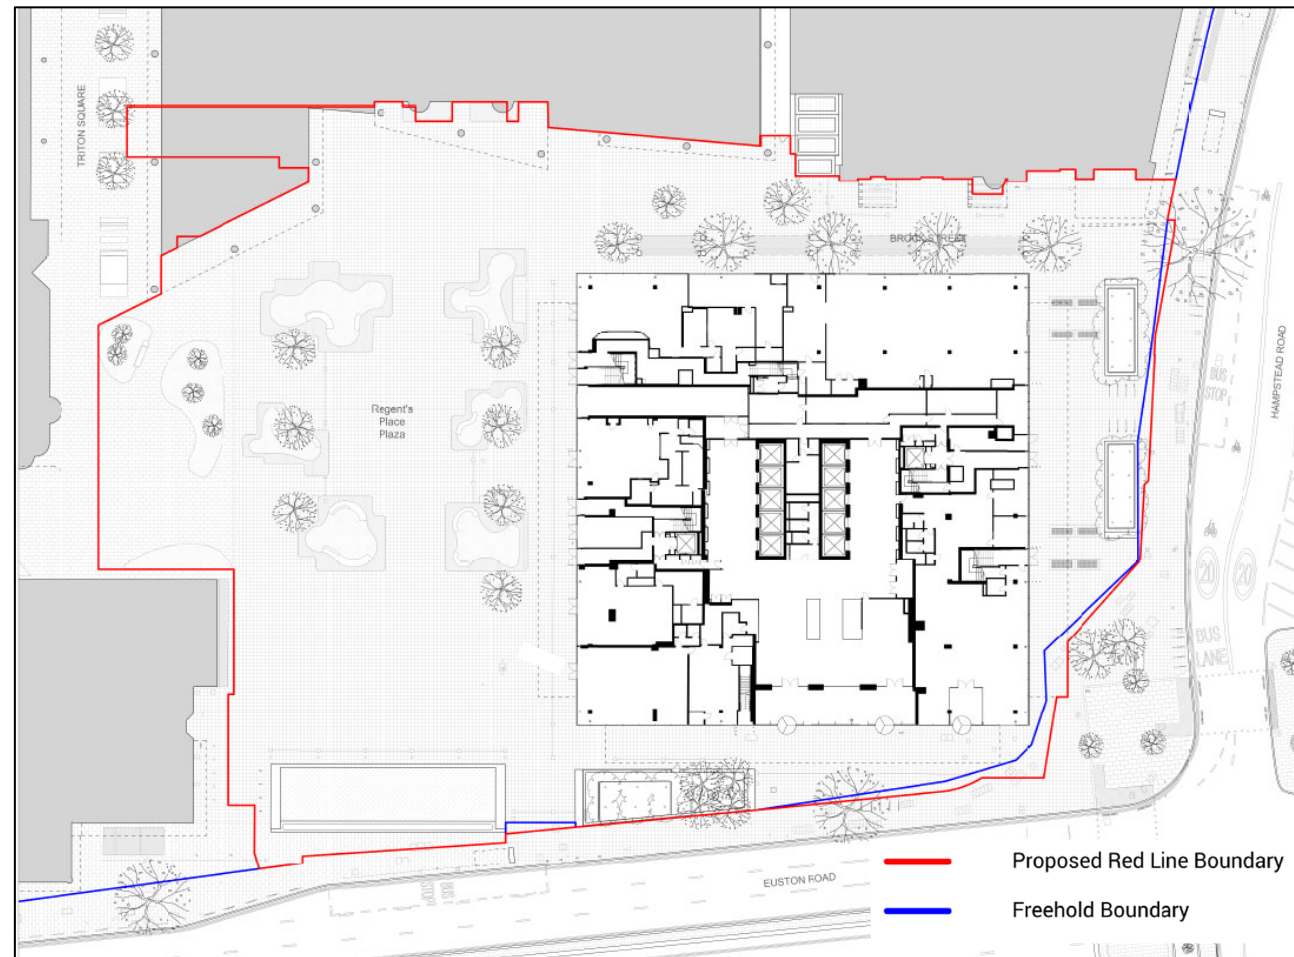 TRITON SQUARE
BROCK STREET
Regent's
Place
Plaza
BUS
STOP
HAMPSTEAD ROAD
20
20
BUS
LANE
BUS
STOP
EUSTON ROAD
Proposed Red Line Boundary
Freehold Boundary